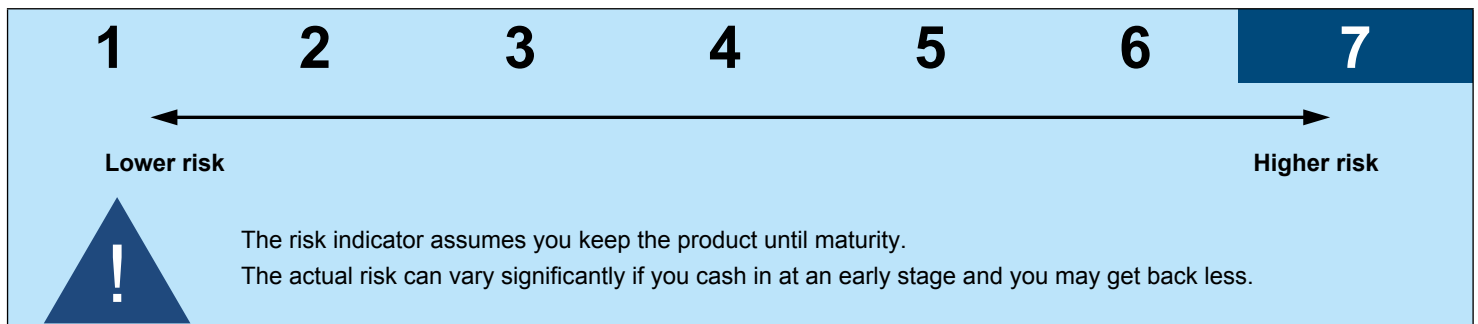 1 2 3 4 5 6 7
Lower risk Higher risk
!
The risk indicator assumes you keep the product until maturity.
The actual risk can vary significantly if you cash in at an early stage and you may get back less.